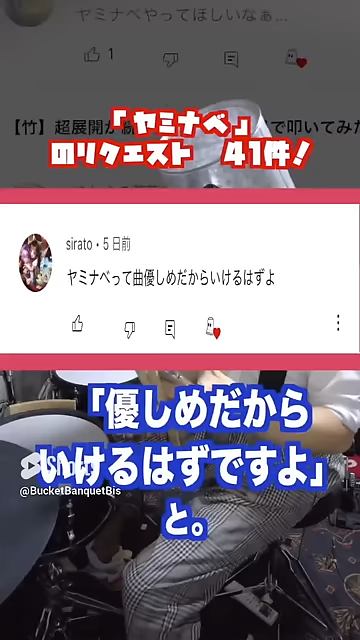 ヤミナベやってほしいなぁ…
1
【竹】超展開が
で叩いてみた
「ヤミナベ」
のリクエスト 41件!
sirato・5日前
ヤミナベって曲優しめだからいけるはずよ
「優しめだから
いけるはずですよ」
@BucketBanquetBis
と。